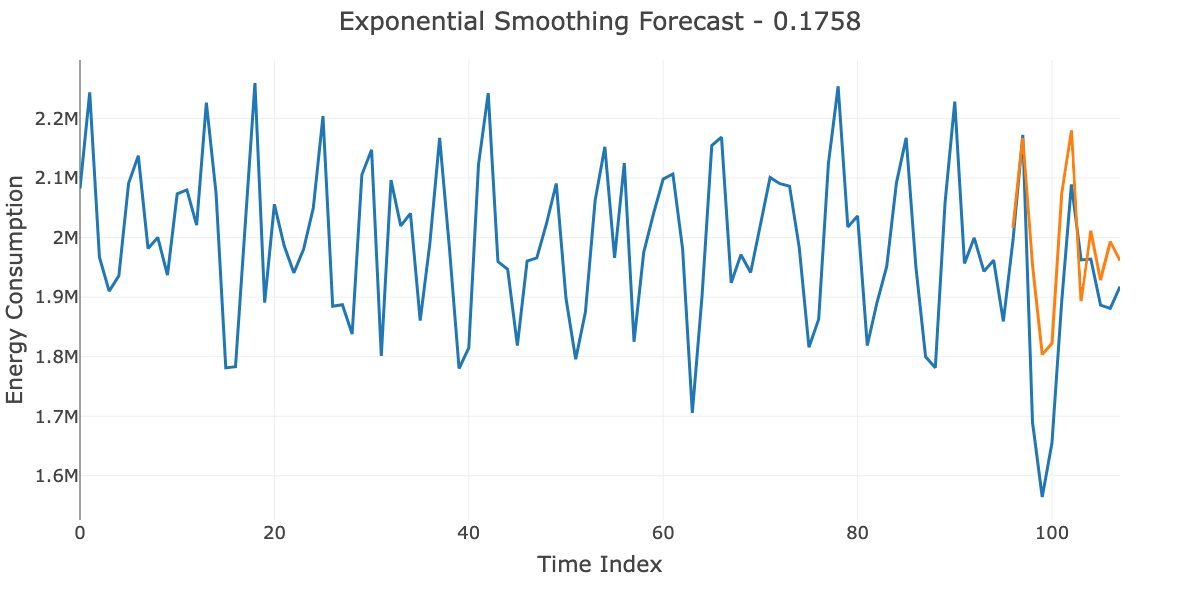 Exponential Smoothing Forecast - 0.1758
Energy Consumption
2.2M
2.1M
2M
1.9M
1.8M
1.7M
1.6M
0
20
40
60
80
100
Time Index